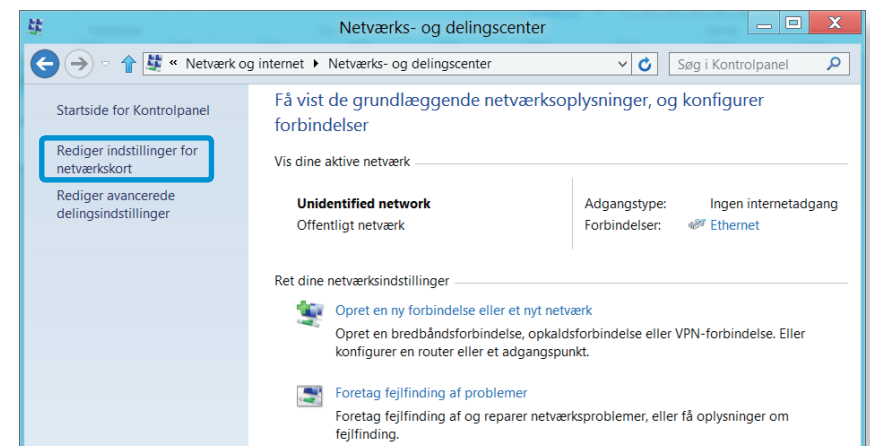 Netværks- og delingscenter
« Netværk og internet ▸ Netværks- og delingscenter
Søg i Kontrolpanel
Startside for Kontrolpanel
Rediger indstillinger for
netværkskort
Rediger avancerede
delingsindstillinger
Få vist de grundlæggende netværksoplysninger, og konfigurer
forbindelser
Vis dine aktive netværk
Unidentified network
Offentligt netværk
Adgangstype: Ingen internetadgang
Forbindelser: Ethernet
Ret dine netværksindstillinger
Opret en ny forbindelse eller et nyt netværk
Opret en bredbåndsforbindelse, opkaldsforbindelse eller VPN-forbindelse. Eller
konfigurer en router eller et adgangspunkt.
Foretag fejlfinding af problemer
Foretag fejlfinding af og reparer netværksproblemer, eller få oplysninger om
fejlfinding.